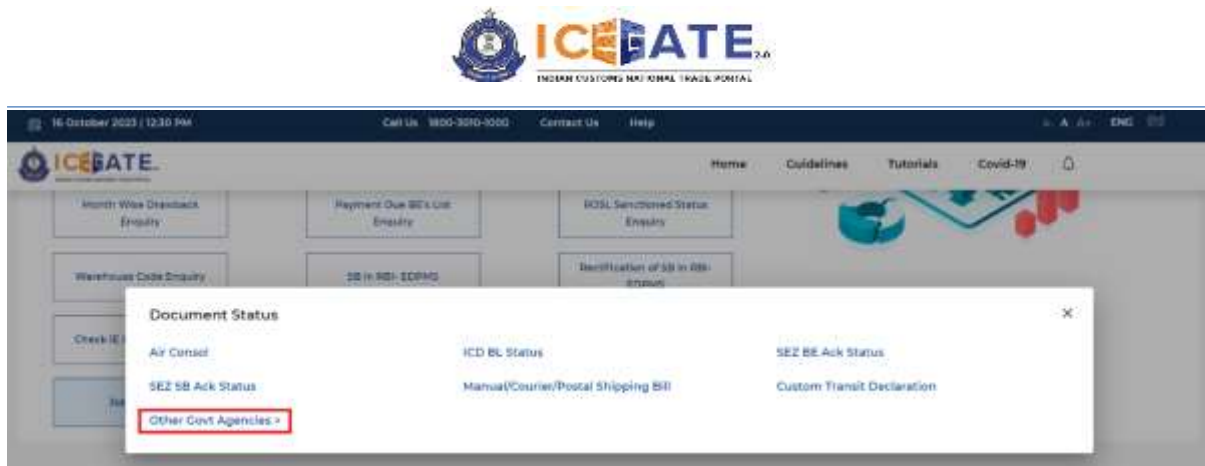 ICEGATE 2.0
INDIAN CUSTOMS NATIONAL TRADE PORTAL
16 October 2023 | 12:30 PM Call Us 1800-3010-1000 Contact Us Help A A+ ENG
ICEGATE Home Guidelines Tutorials Covid-19
Month Wise Drawback Payment Due BE's List ROSL Sanctioned Status
Enquiry Enquiry Enquiry
Warehouse Code Enquiry SB in RBI- EDPMS Rectification of SB in RBI-
EDPMS
Document Status ×
Check IE
Air Consol ICD BL Status SEZ BE Ack Status
SEZ SB Ack Status Manual/Courier/Postal Shipping Bill Custom Transit Declaration
Other Govt Agencies >